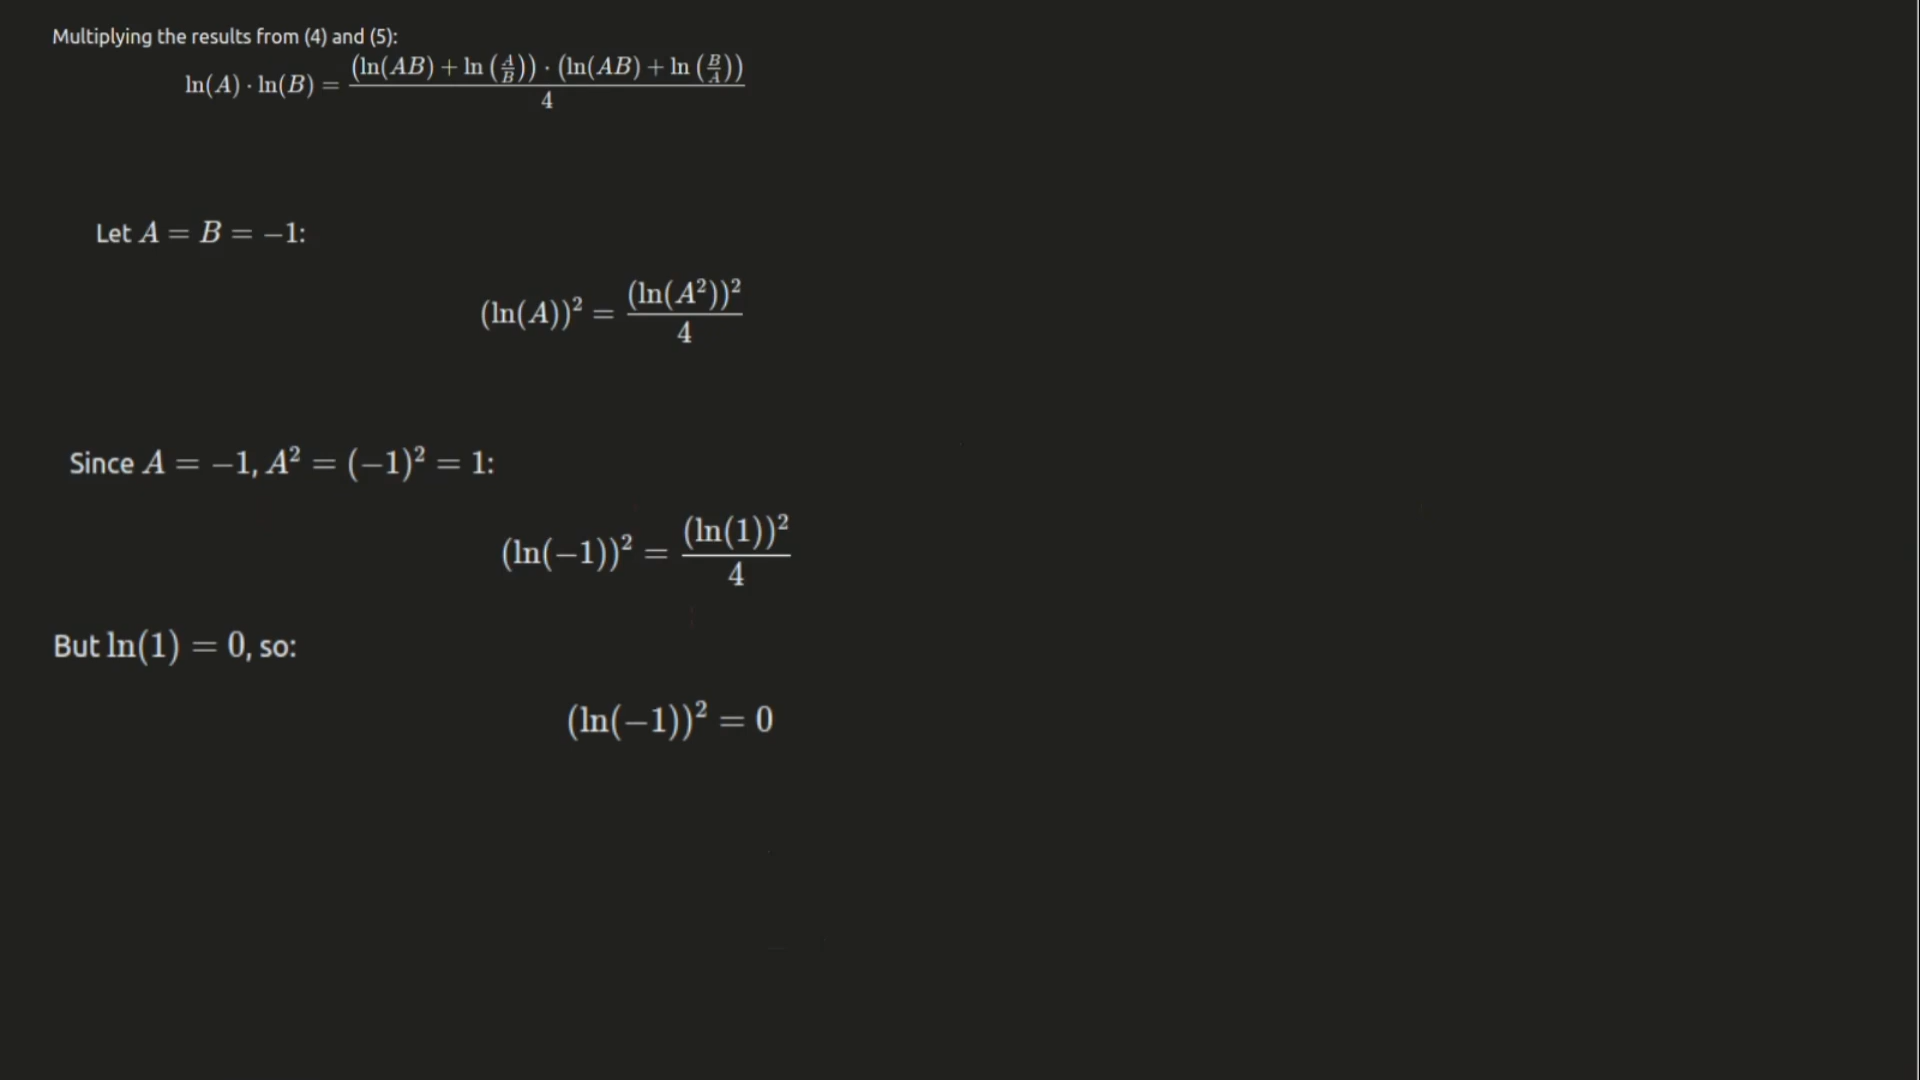 Multiplying the results from (4) and (5):
ln(A) · ln(B) = (ln(AB) + ln (A/B)) · (ln(AB) + ln (B/A)) / 4
Let A = B = −1:
(ln(A))² = (ln(A²))² / 4
Since A = −1, A² = (−1)² = 1:
(ln(−1))² = (ln(1))² / 4
But ln(1) = 0, so:
(ln(−1))² = 0